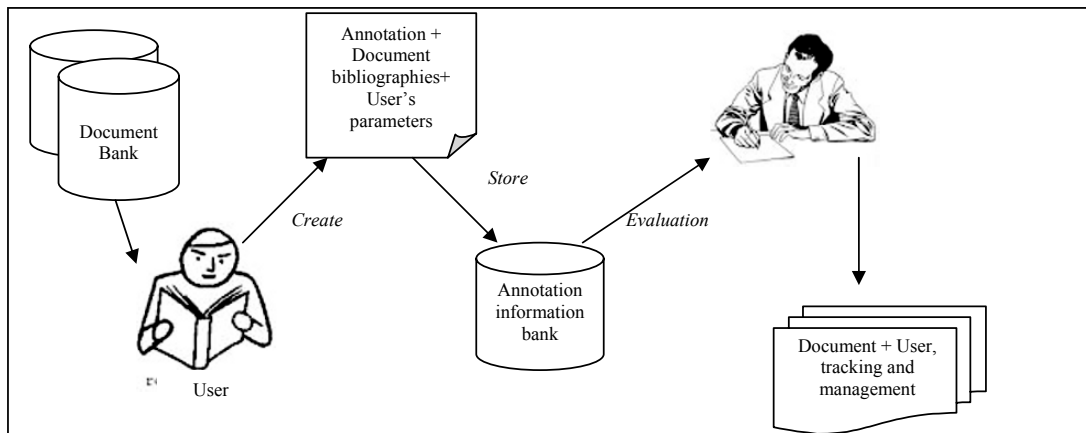 Document
Bank
Annotation +
Document
bibliographies+
User's
parameters
Create
Store
Evaluation
User
Annotation
information
bank
Document + User,
tracking and
management